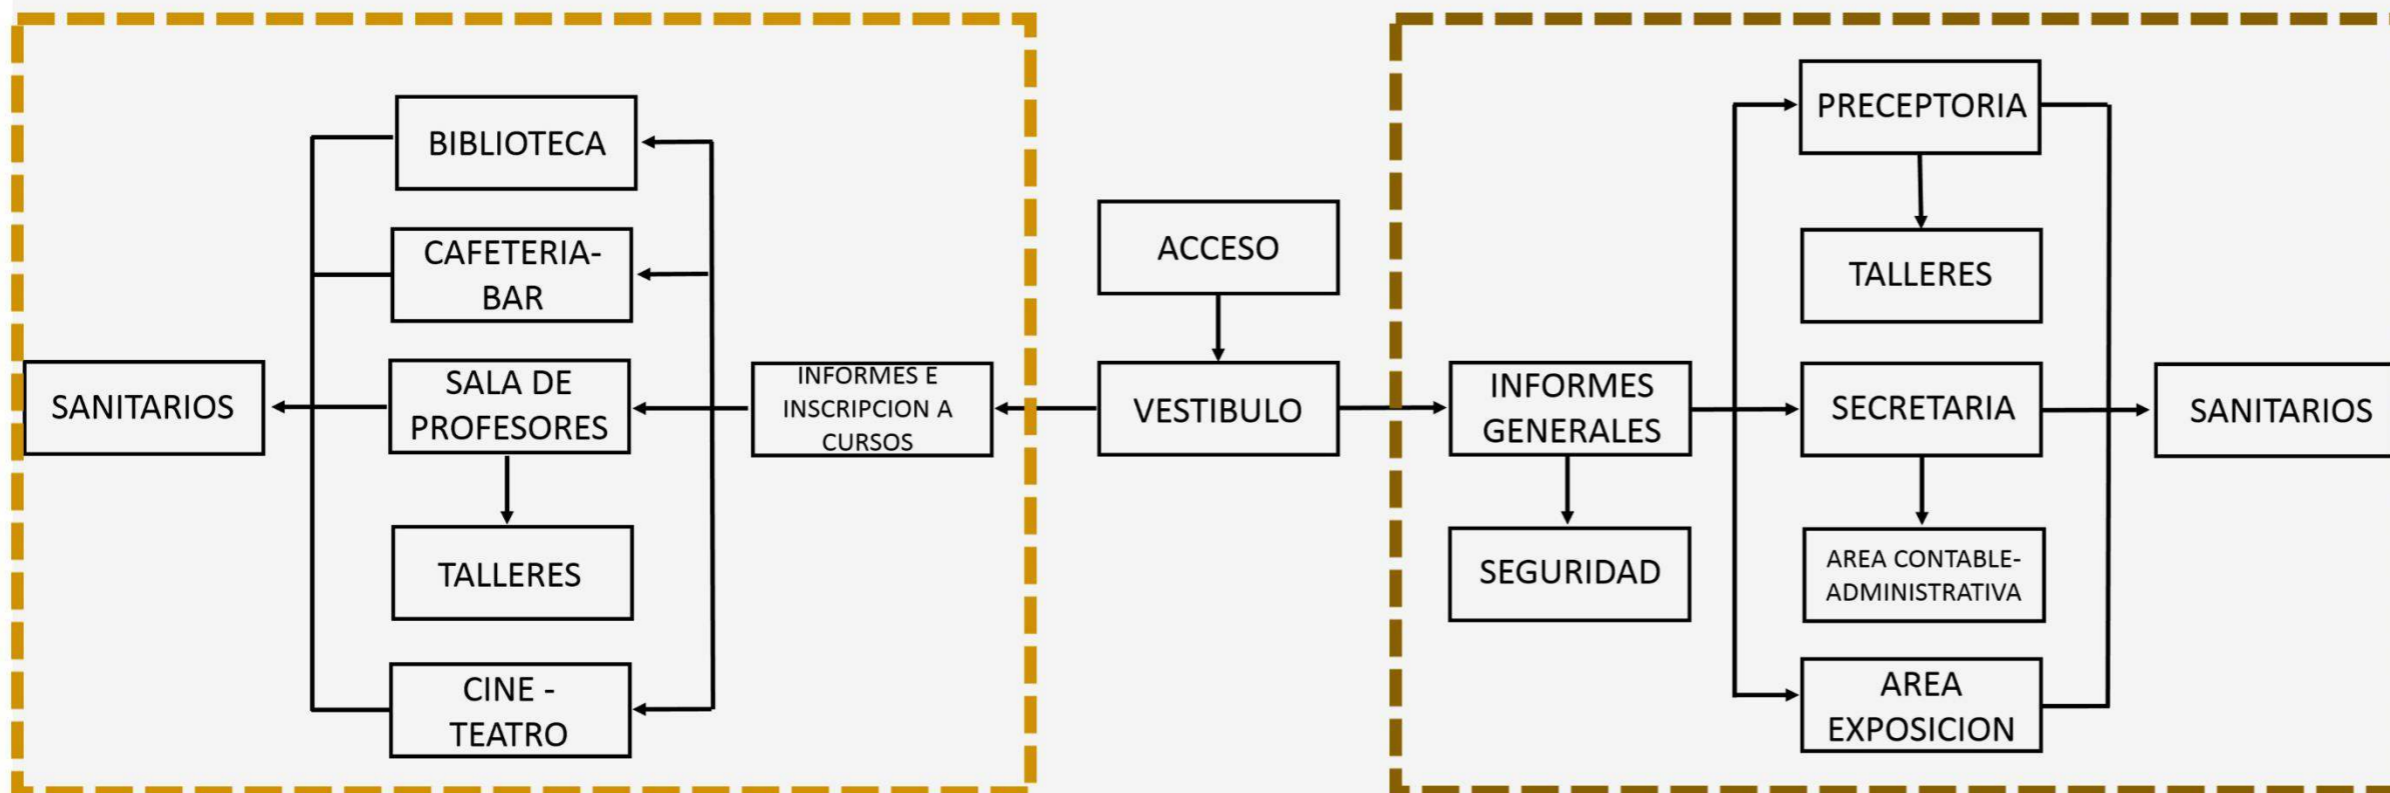 BIBLIOTECA
CAFETERIA-
BAR
SANITARIOS
SALA DE
PROFESORES
TALLERES
CINE -
TEATRO
INFORMES E
INSCRIPCION A
CURSOS
ACCESO
VESTIBULO
INFORMES
GENERALES
SEGURIDAD
PRECEPTORIA
TALLERES
SECRETARIA
AREA CONTABLE-
ADMINISTRATIVA
AREA
EXPOSICION
SANITARIOS